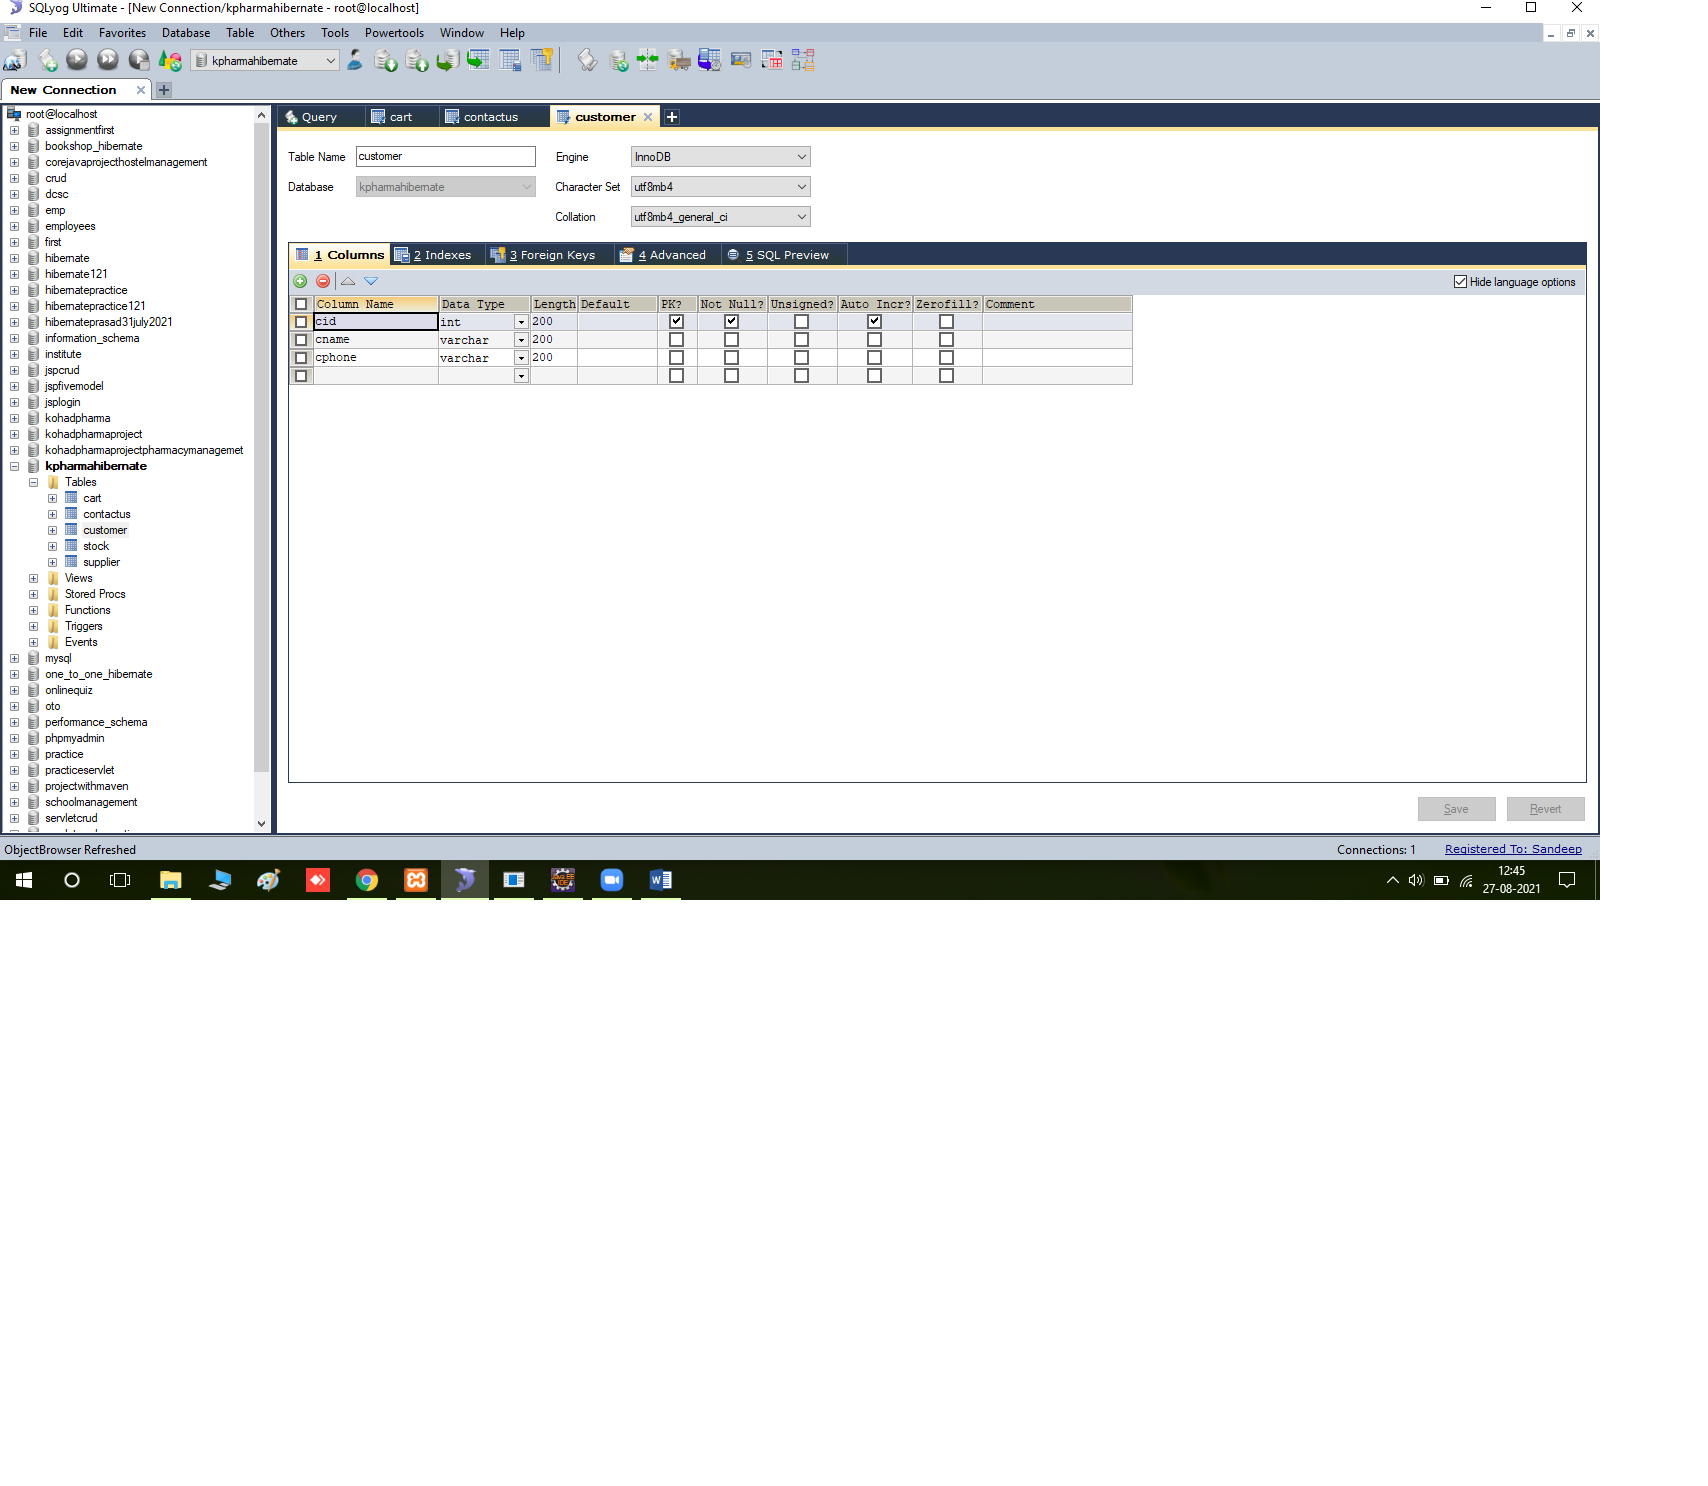 SQLyog Ultimate - [New Connection/kpharmahibernate - root@localhost]
File Edit Favorites Database Table Others Tools Powertools Window Help
kpharmahibernate
New Connection
root@localhost
assignmentfirst
bookshop_hibernate
corejavaprojecthostelmanagement
crud
dcsc
emp
employees
first
hibernate
hibernate121
hibernatepractice
hibernatepractice121
hibernateprasad31july2021
information_schema
institute
jspcrud
jspfivemodel
jsplogin
kohadpharma
kohadpharmaproject
kohadpharmaprojectpharmacymanagemet
kpharmahibernate
Tables
cart
contactus
customer
stock
supplier
Views
Stored Procs
Functions
Triggers
Events
mysql
one_to_one_hibernate
onlinequiz
oto
performance_schema
phpmyadmin
practice
practiceservlet
projectwithmaven
schoolmanagement
servletcrud
Query cart contactus customer
Table Name customer Engine InnoDB
Database kpharmahibernate Character Set utf8mb4
Collation utf8mb4_general_ci
1 Columns 2 Indexes 3 Foreign Keys 4 Advanced 5 SQL Preview
Hide language options
Column Name Data Type Length Default PK? Not Null? Unsigned? Auto Incr? Zerofill? Comment
cid int 200
cname varchar 200
cphone varchar 200
Save Revert
ObjectBrowser Refreshed Connections: 1 Registered To: Sandeep
12:45
27-08-2021